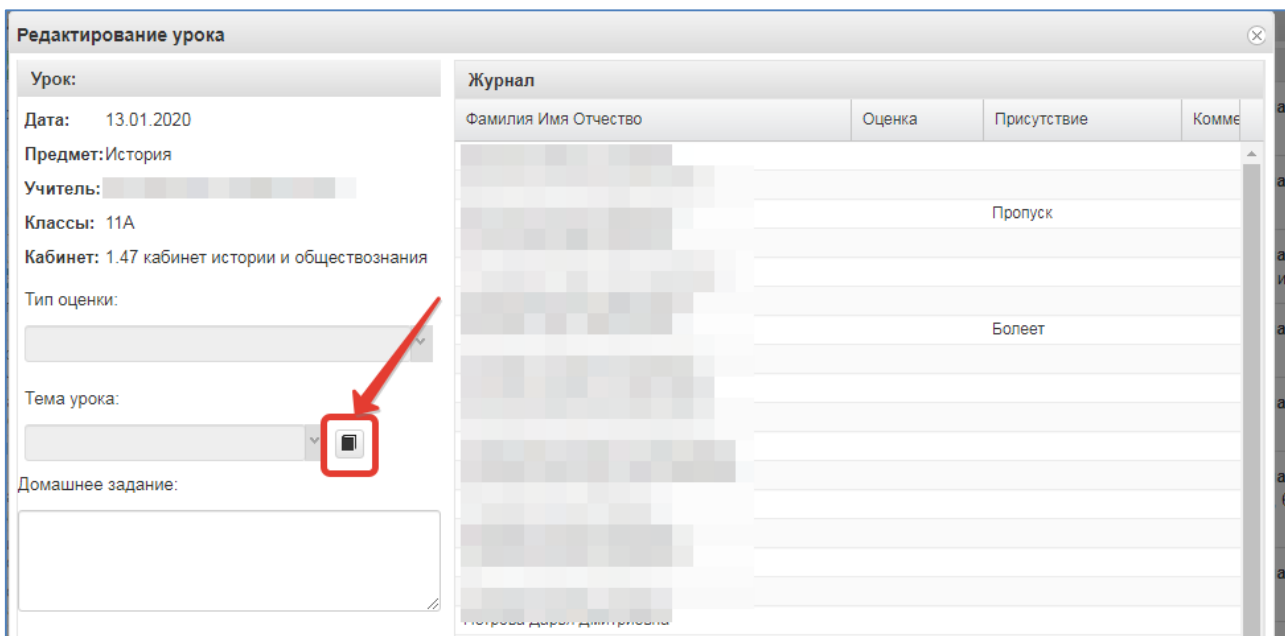 Редактирование урока
Урок:
Дата: 13.01.2020
Предмет: История
Учитель:
Классы: 11А
Кабинет: 1.47 кабинет истории и обществознания
Тип оценки:
Тема урока:
Домашнее задание:
Журнал
Фамилия Имя Отчество Оценка Присутствие Комме
Пропуск
Болеет